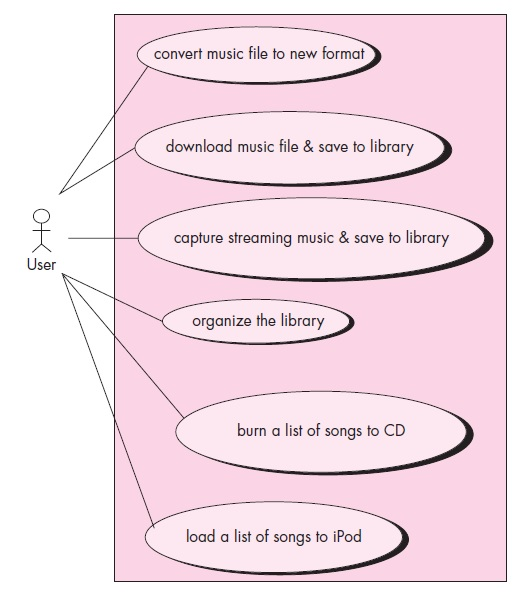 convert music file to new format
download music file & save to library
capture streaming music & save to library
User
organize the library
burn a list of songs to CD
load a list of songs to iPod